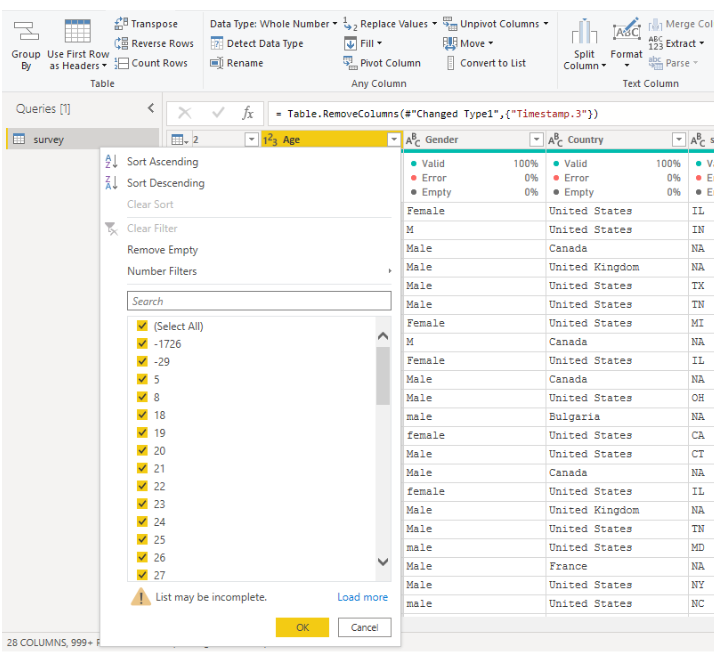 Transpose
Reverse Rows
Count Rows
Group By
Use First Row as Headers
Table
Data Type: Whole Number
Detect Data Type
Rename
1 2 Replace Values
Fill
Pivot Column
Unpivot Columns
Move
Convert to List
Any Column
Split Column
Format
Merge Col
Extract
Parse
Text Column
Queries [1]
fx
= Table.RemoveColumns(#"Changed Type1",{"Timestamp.3"})
survey
2
123 Age
ABC Gender
ABC Country
ABC s
Sort Ascending
Sort Descending
Clear Sort
Clear Filter
Remove Empty
Number Filters
Search
(Select All)
-1726
-29
5
8
18
19
20
21
22
23
24
25
26
27
List may be incomplete.
Load more
OK
Cancel
Valid 100% Valid 100% V
Error 0% Error 0% E
Empty 0% Empty 0% E
Female United States IL
M United States IN
Male Canada NA
Male United Kingdom NA
Male United States TX
Male United States TN
Female United States MI
M Canada NA
Female United States IL
Male Canada NA
Male United States OH
male Bulgaria NA
female United States CA
Male United States CT
Male Canada NA
female United States IL
Male United Kingdom NA
Male United States TN
male United States MD
Male France NA
Male United States NY
male United States NC
28 COLUMNS, 999+